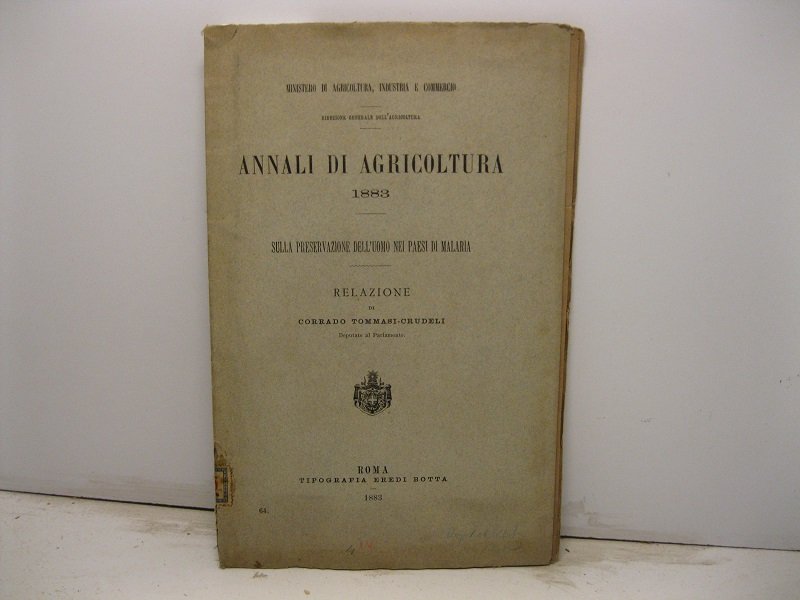 MINISTERO DI AGRICOLTURA, INDUSTRIA E COMMERCIO
DIREZIONE GENERALE DELL'AGRICOLTURA
ANNALI DI AGRICOLTURA
1883
SULLA PRESERVAZIONE DELL'UOMO NEI PAESI DI MALARIA
RELAZIONE
DI
CORRADO TOMMASI-CRUDELI
Deputato al Parlamento.
ROMA
TIPOGRAFIA EREDI BOTTA
1883
64.